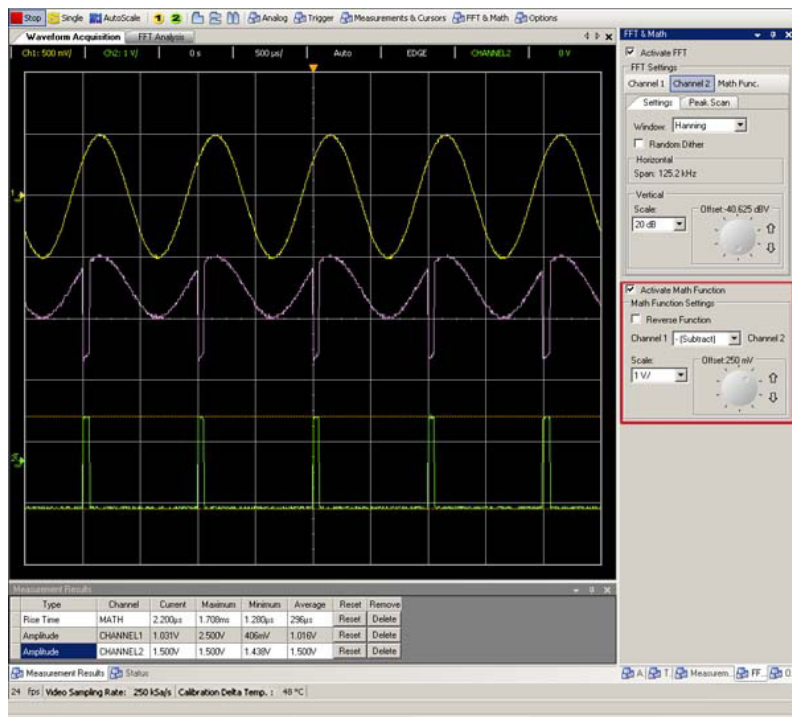 Stop Single AutoScale 1 2 Analog Trigger Measurements & Cursors FFT & Math Options
Waveform Acquisition FFT Analysis
Ch1: 500 mV/ Ch2: 1 V/ 0 s 500 µs/ Auto EDGE CHANNEL2 0 V
FFT & Math
Activate FFT
FFT Settings
Channel 1 Channel 2 Math Func.
Settings Peak Scan
Window: Hanning
Random Dither
Horizontal
Span: 125.2 kHz
Vertical
Scale: Offset:-40.625 dBV
20 dB
Activate Math Function
Math Function Settings
Reverse Function
Channel 1 - (Subtract) Channel 2
Scale: Offset:250 mV
1 V/
Measurement Results
Type Channel Current Maximum Minimum Average Reset Remove
Rise Time MATH 2.200µs 1.708ms 1.280µs 296µs Reset Delete
Amplitude CHANNEL1 1.031V 2.500V 406mV 1.016V Reset Delete
Amplitude CHANNEL2 1.500V 1.500V 1.438V 1.500V Reset Delete
Measurement Results Status
A T. Measurem.. FF.. O.
24 fps Video Sampling Rate: 250 kSa/s Calibration Delta Temp. : 48 °C